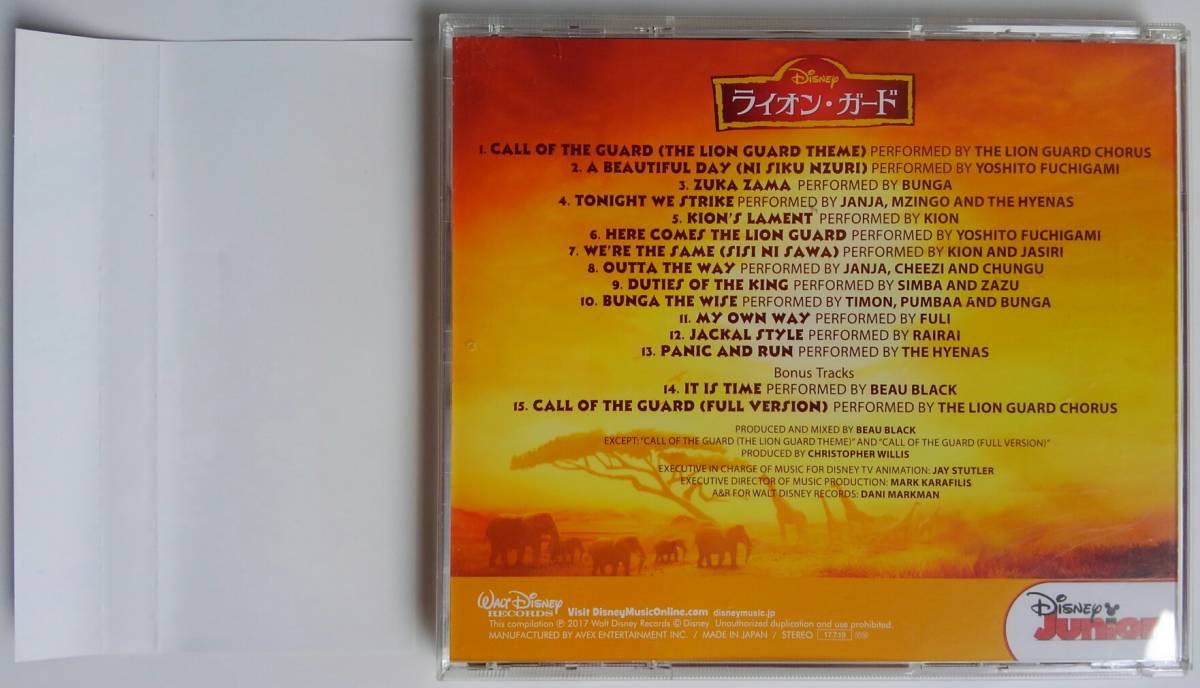 Disney
ライオン・ガード
1. CALL OF THE GUARD (THE LION GUARD THEME) PERFORMED BY THE LION GUARD CHORUS
2. A BEAUTIFUL DAY (NI SIKU NZURI) PERFORMED BY YOSHITO FUCHIGAMI
3. ZUKA ZAMA PERFORMED BY BUNGA
4. TONIGHT WE STRIKE PERFORMED BY JANJA, MZINGO AND THE HYENAS
5. KION'S LAMENT PERFORMED BY KION
6. HERE COMES THE LION GUARD PERFORMED BY YOSHITO FUCHIGAMI
7. WE'RE THE SAME (SISI NI SAWA) PERFORMED BY KION AND JASIRI
8. OUTTA THE WAY PERFORMED BY JANJA, CHEEZI AND CHUNGU
9. DUTIES OF THE KING PERFORMED BY SIMBA AND ZAZU
10. BUNGA THE WISE PERFORMED BY TIMON, PUMBAA AND BUNGA
11. MY OWN WAY PERFORMED BY FULI
12. JACKAL STYLE PERFORMED BY RAIRAI
13. PANIC AND RUN PERFORMED BY THE HYENAS
Bonus Tracks
14. IT IS TIME PERFORMED BY BEAU BLACK
15. CALL OF THE GUARD (FULL VERSION) PERFORMED BY THE LION GUARD CHORUS
PRODUCED AND MIXED BY BEAU BLACK
EXCEPT: "CALL OF THE GUARD (THE LION GUARD THEME)" AND "CALL OF THE GUARD (FULL VERSION)"
PRODUCED BY CHRISTOPHER WILLIS
EXECUTIVE IN CHARGE OF MUSIC FOR DISNEY TV ANIMATION: JAY STUTLER
EXECUTIVE DIRECTOR OF MUSIC PRODUCTION: MARK KARAFILIS
A&R FOR WALT DISNEY RECORDS: DANI MARKMAN
WALT DISNEY
RECORDS
Visit DisneyMusicOnline.com disneymusic.jp
This compilation ℗ 2017 Walt Disney Records © Disney Unauthorized duplication and use prohibited.
MANUFACTURED BY AVEX ENTERTAINMENT INC. / MADE IN JAPAN / STEREO 17.7.19
Disney
Junior